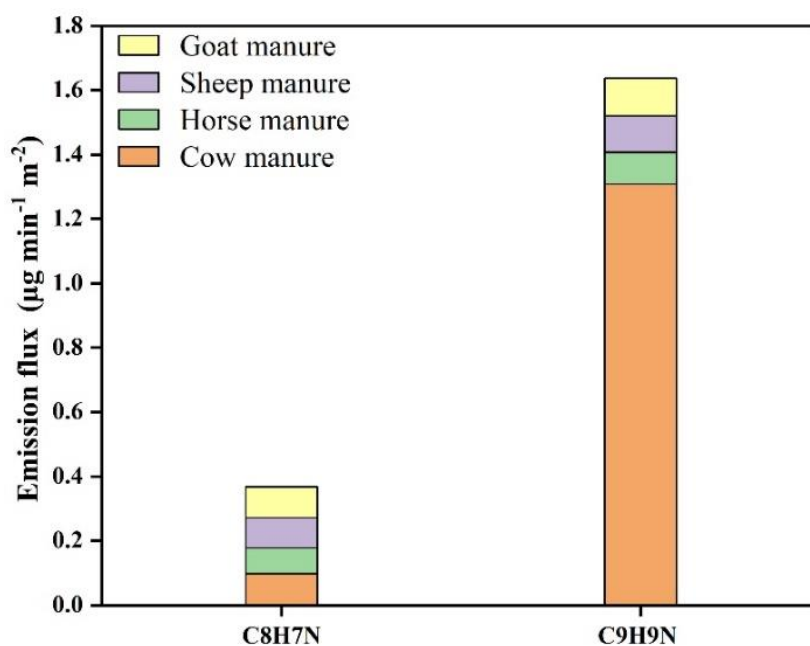 Goat manure
Sheep manure
Horse manure
Cow manure
Emission flux (µg min⁻¹ m⁻²)
1.8
1.6
1.4
1.2
1.0
0.8
0.6
0.4
0.2
0.0
C8H7N
C9H9N